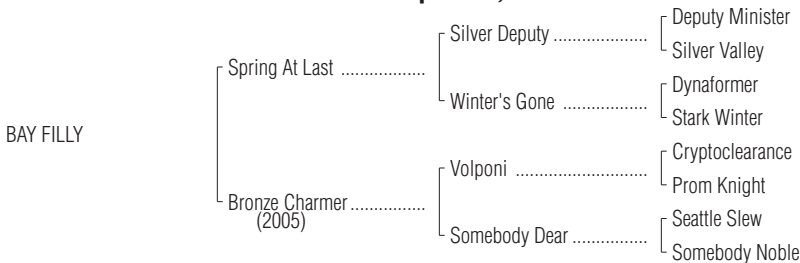 Deputy Minister
Silver Deputy ....................
Silver Valley
Spring At Last ..................
Dynaformer
Winter's Gone ..................
Stark Winter
BAY FILLY
Cryptoclearance
Volponi ............................
Prom Knight
Bronze Charmer................
(2005)
Seattle Slew
Somebody Dear ................
Somebody Noble